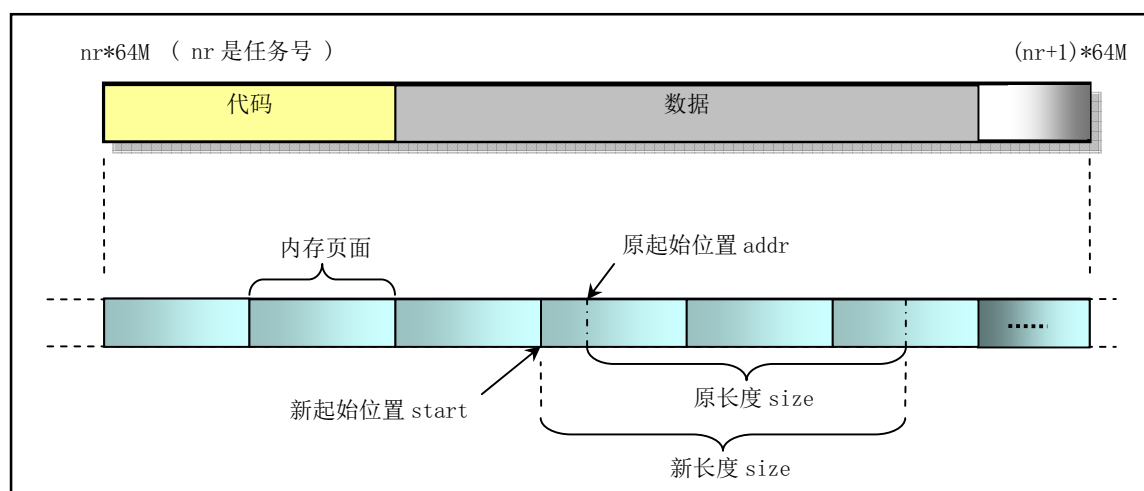 nr*64M （ nr 是任务号 ）
(nr+1)*64M
代码
数据
内存页面
原起始位置 addr
......
新起始位置 start
原长度 size
新长度 size